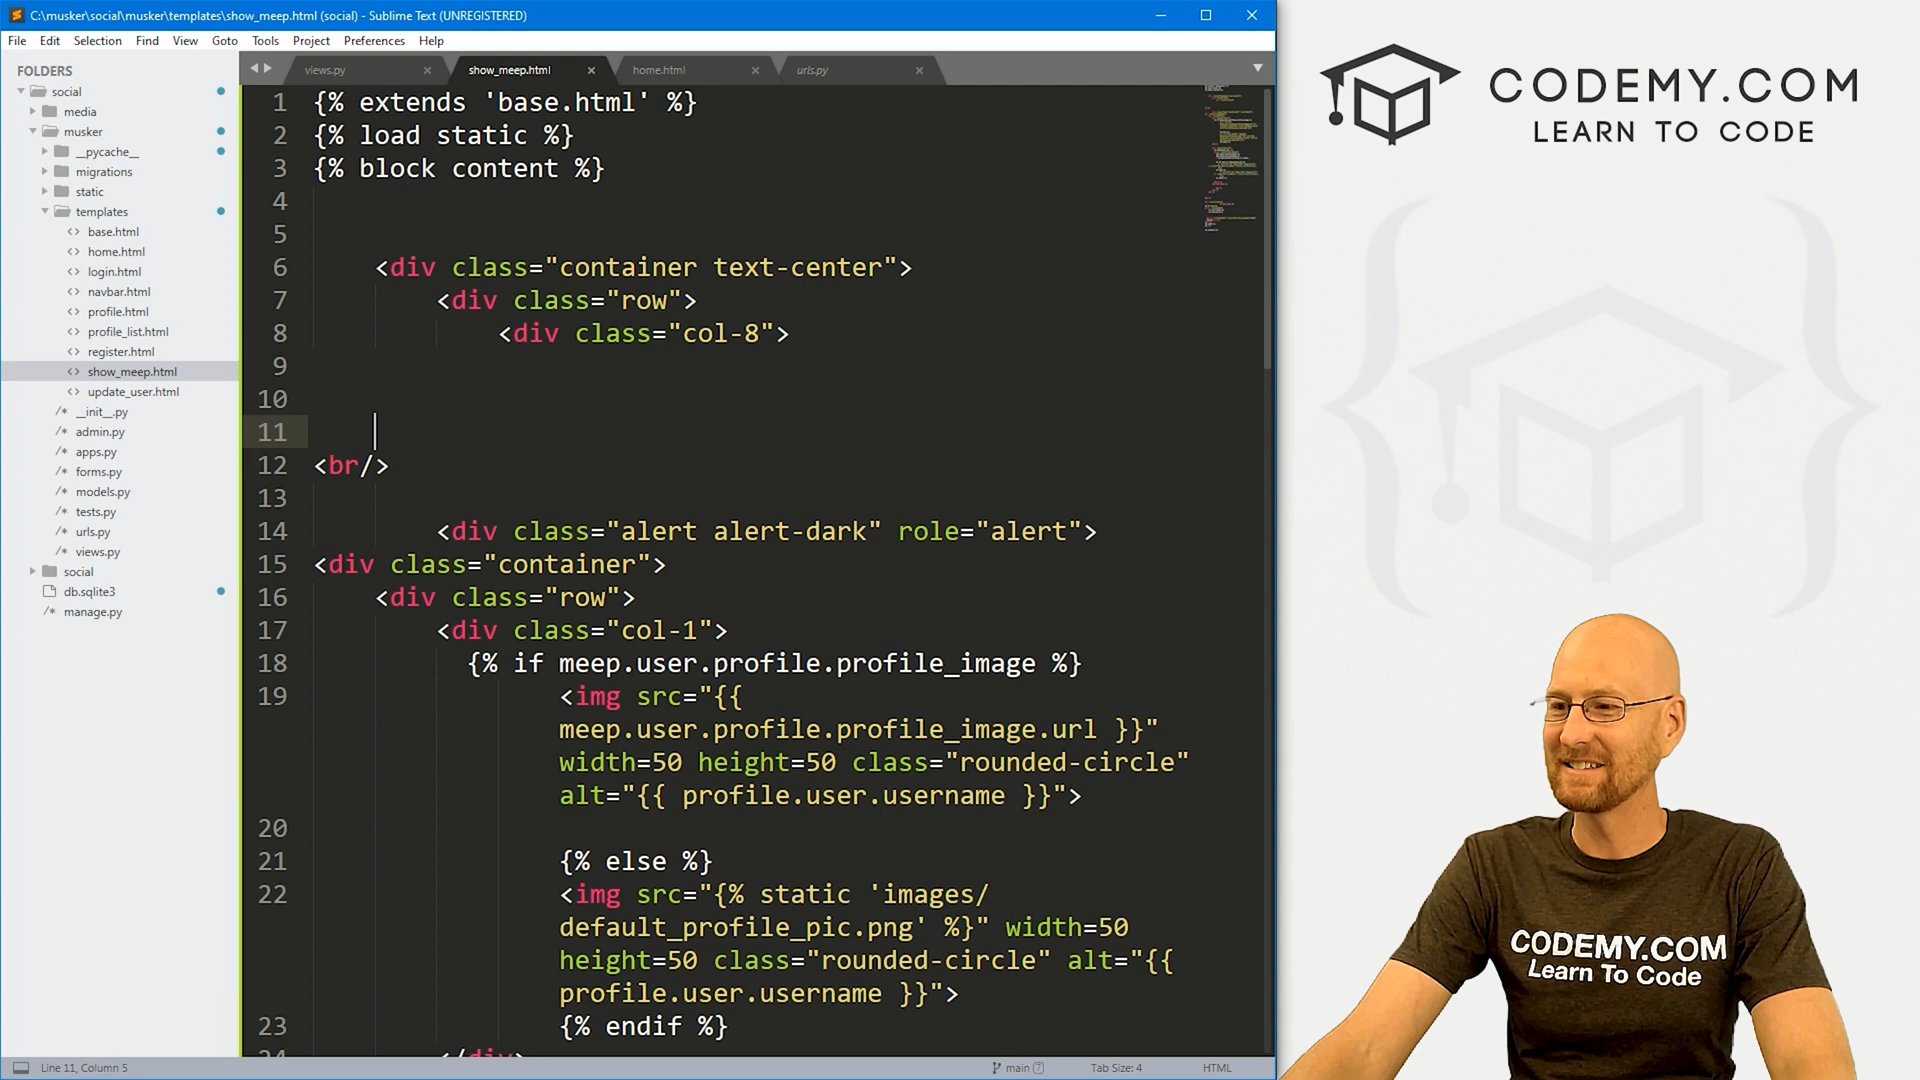 C:\musker\social\musker\templates\show_meep.html (social) - Sublime Text (UNREGISTERED)
File Edit Selection Find View Goto Tools Project Preferences Help
FOLDERS
social
media
musker
__pycache__
migrations
static
templates
<> base.html
<> home.html
<> login.html
<> navbar.html
<> profile.html
<> profile_list.html
<> register.html
<> show_meep.html
<> update_user.html
/* __init__.py
/* admin.py
/* apps.py
/* forms.py
/* models.py
/* tests.py
/* urls.py
/* views.py
social
db.sqlite3
/* manage.py
views.py show_meep.html home.html urls.py
1 {% extends 'base.html' %}
2 {% load static %}
3 {% block content %}
4
5
6 <div class="container text-center">
7 <div class="row">
8 <div class="col-8">
9
10
11
12 <br/>
13
14 <div class="alert alert-dark" role="alert">
15 <div class="container">
16 <div class="row">
17 <div class="col-1">
18 {% if meep.user.profile.profile_image %}
19 <img src="{{
meep.user.profile.profile_image.url }}"
width=50 height=50 class="rounded-circle"
alt="{{ profile.user.username }}">
20
21 {% else %}
22 <img src="{% static 'images/
default_profile_pic.png' %}" width=50
height=50 class="rounded-circle" alt="{{
profile.user.username }}">
23 {% endif %}
24 </div>
Line 11, Column 5 main 7 Tab Size: 4 HTML
CODEMY.COM
LEARN TO CODE
CODEMY.COM
Learn To Code